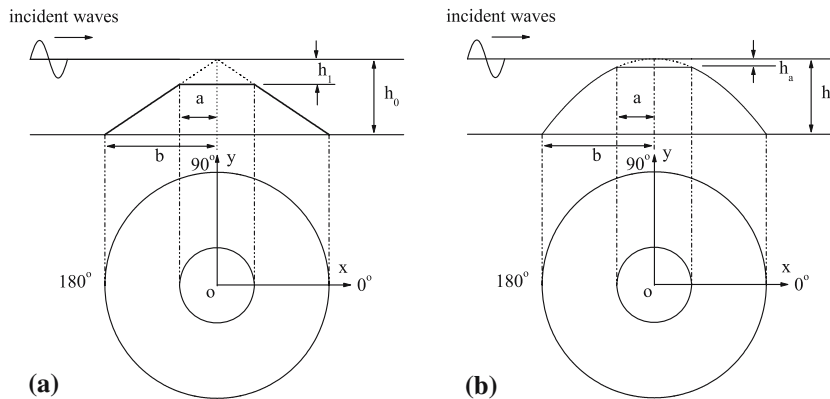 incident waves
h₁
h₀
a
b
90° y
x
180°
0°
o
(a)
incident waves
hₐ
h
a
b
90° y
x
180°
0°
o
(b)